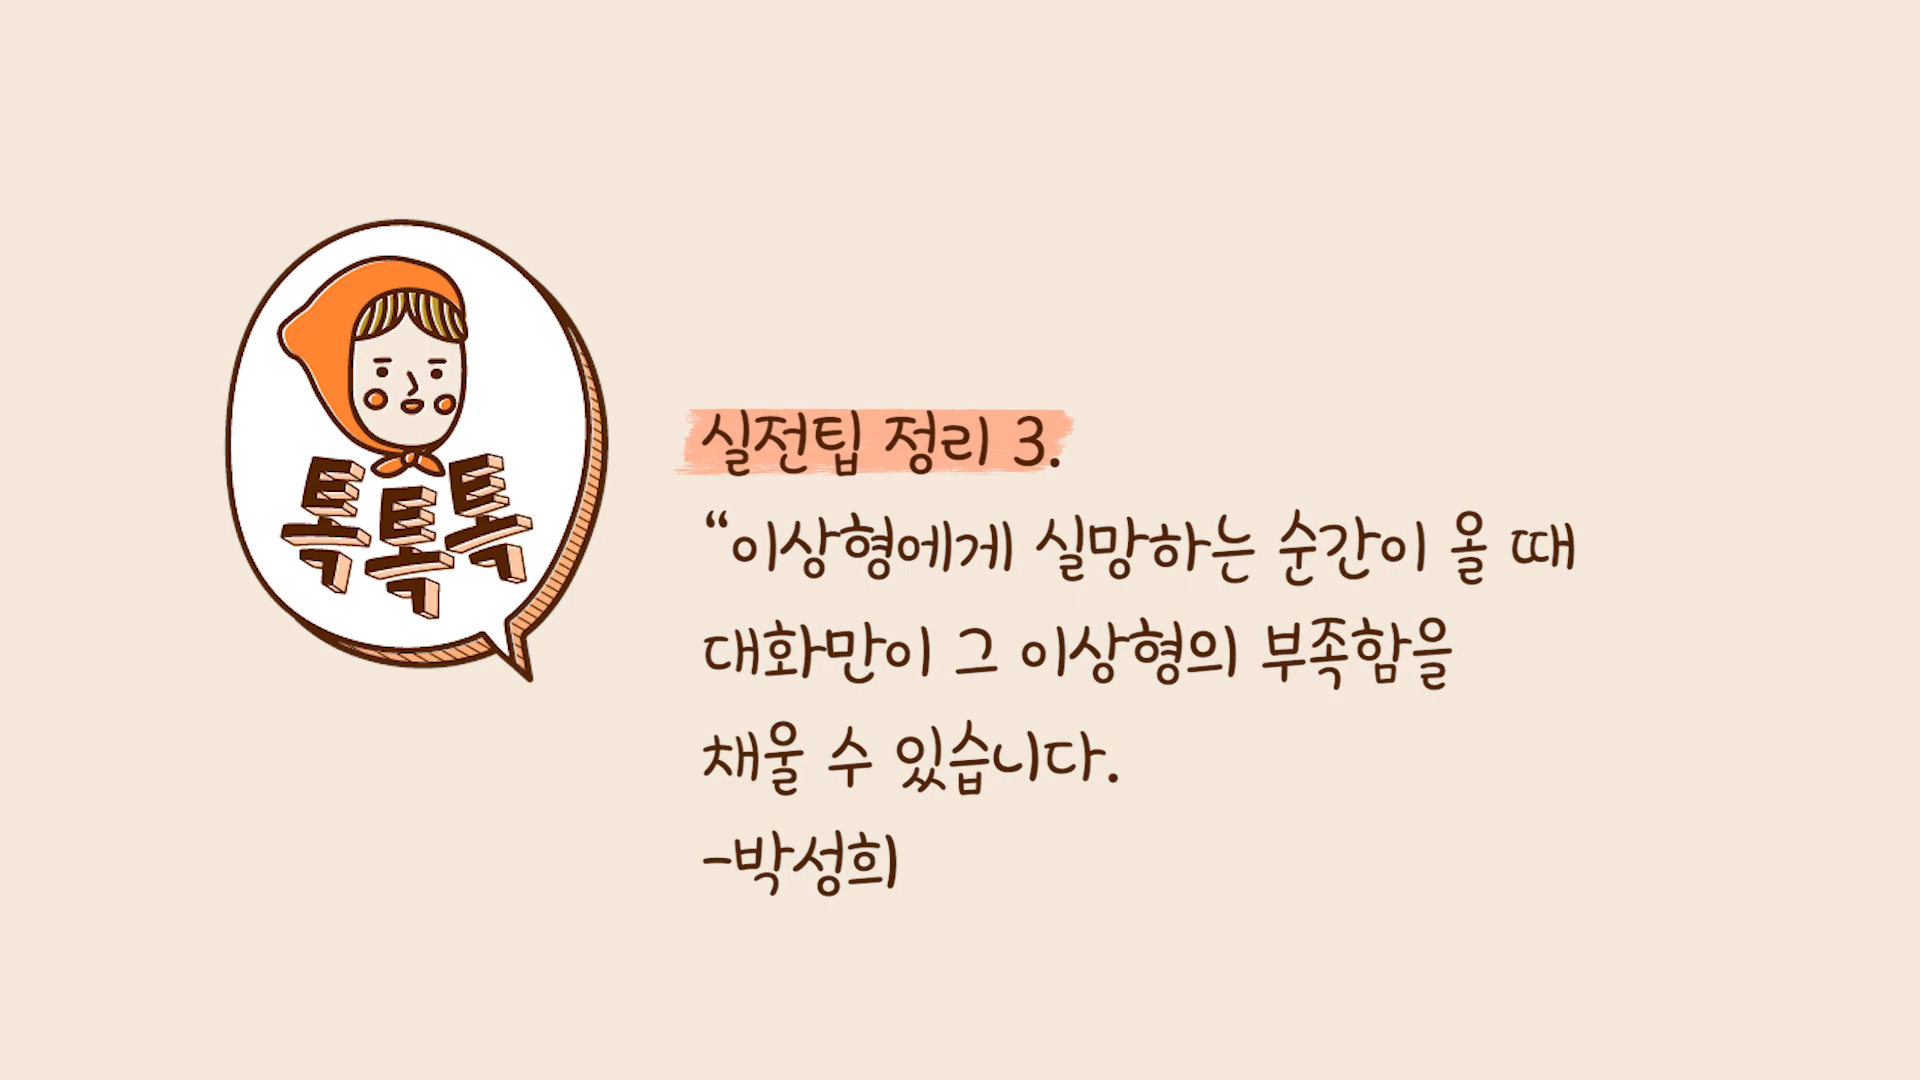 톡톡톡
실전팁 정리 3.
“이상형에게 실망하는 순간이 올 때
대화만이 그 이상형의 부족함을
채울 수 있습니다.
-박성희